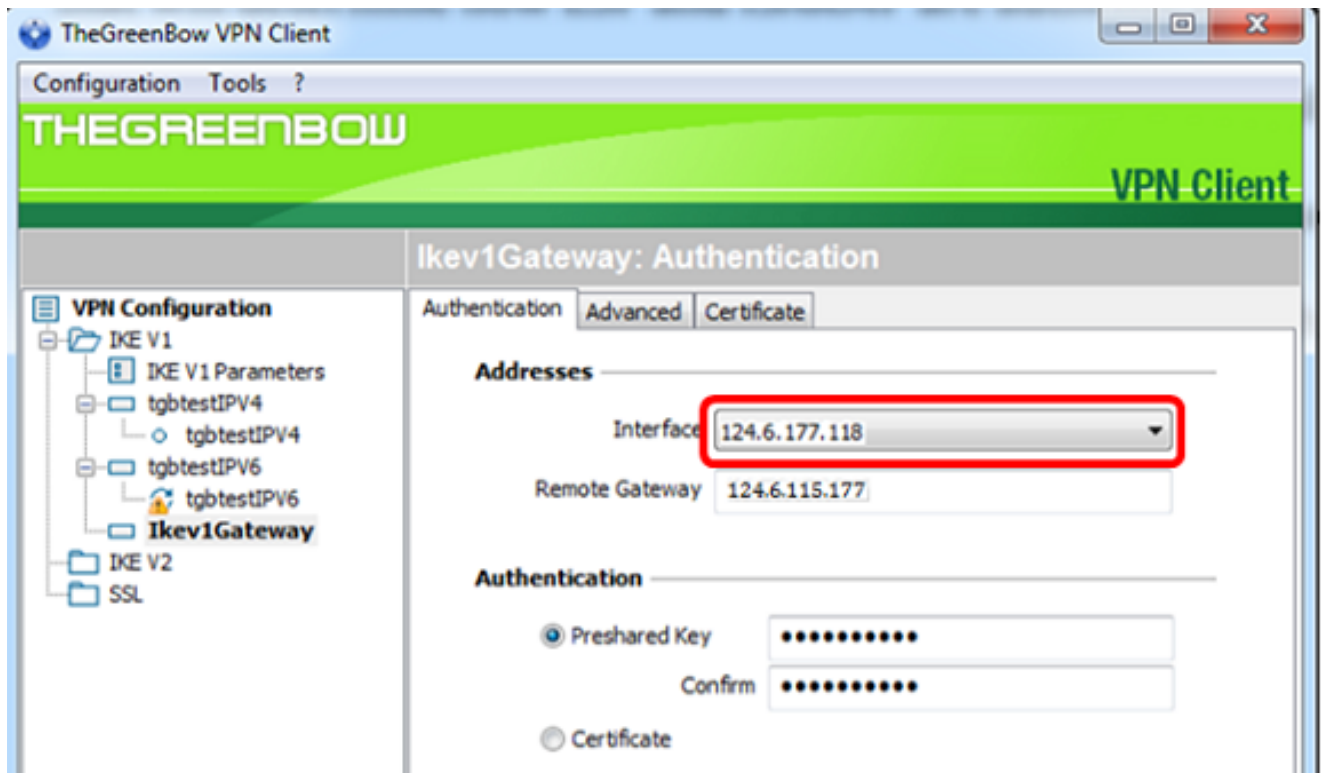 TheGreenBow VPN Client
Configuration Tools ?
THEGREENBOW
VPN Client
Ikev1Gateway: Authentication
VPN Configuration
IKE V1
IKE V1 Parameters
tgbtestIPV4
tgbtestIPV4
tgbtestIPV6
tgbtestIPV6
Ikev1Gateway
IKE V2
SSL
Authentication Advanced Certificate
Addresses
Interface 124.6.177.118
Remote Gateway 124.6.115.177
Authentication
Preshared Key ●●●●●●●●●●
Confirm ●●●●●●●●●●
Certificate